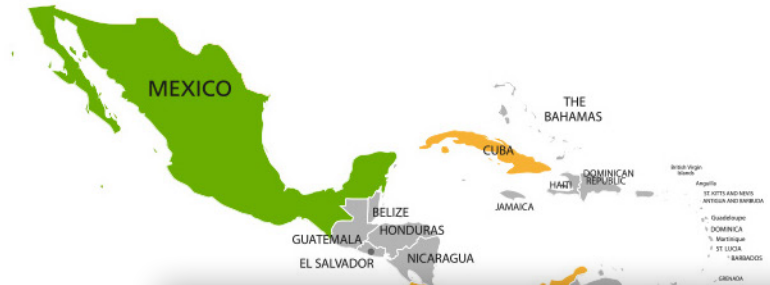 MEXICO
THE
BAHAMAS
CUBA
HAITI
DOMINICAN
REPUBLIC
JAMAICA
British Virgin
Islands
Anguilla
ST. KITTS AND NEVIS
ANTIGUA AND BARBUDA
Guadeloupe
DOMINICA
Martinique
ST. LUCIA
BARBADOS
GRENADA
BELIZE
GUATEMALA
HONDURAS
EL SALVADOR
NICARAGUA